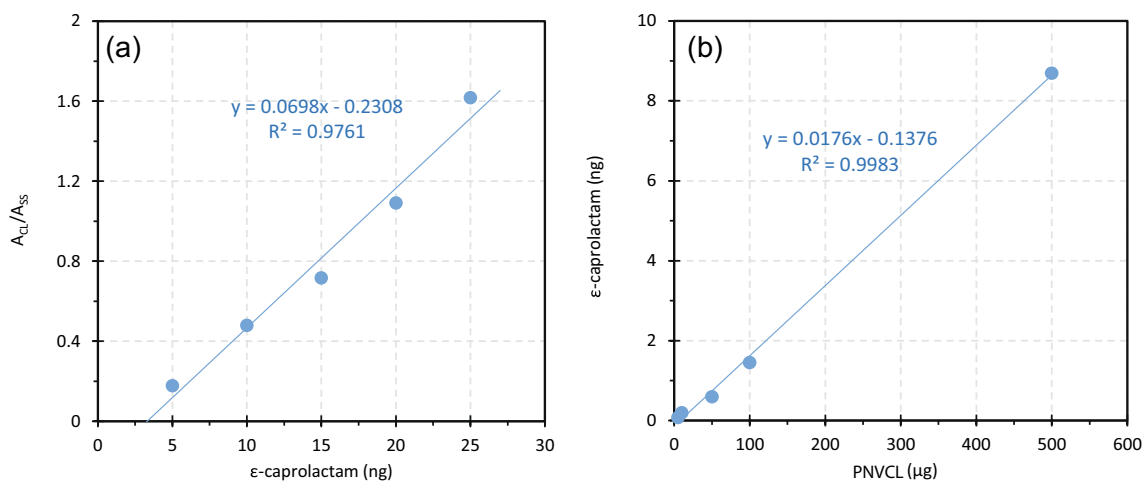 (a)
2
1.6
1.2
0.8
0.4
0
A_CL/A_SS
y = 0.0698x - 0.2308
R² = 0.9761
0 5 10 15 20 25 30
ε-caprolactam (ng)
(b)
10
8
6
4
2
0
ε-caprolactam (ng)
y = 0.0176x - 0.1376
R² = 0.9983
0 100 200 300 400 500 600
PNVCL (µg)